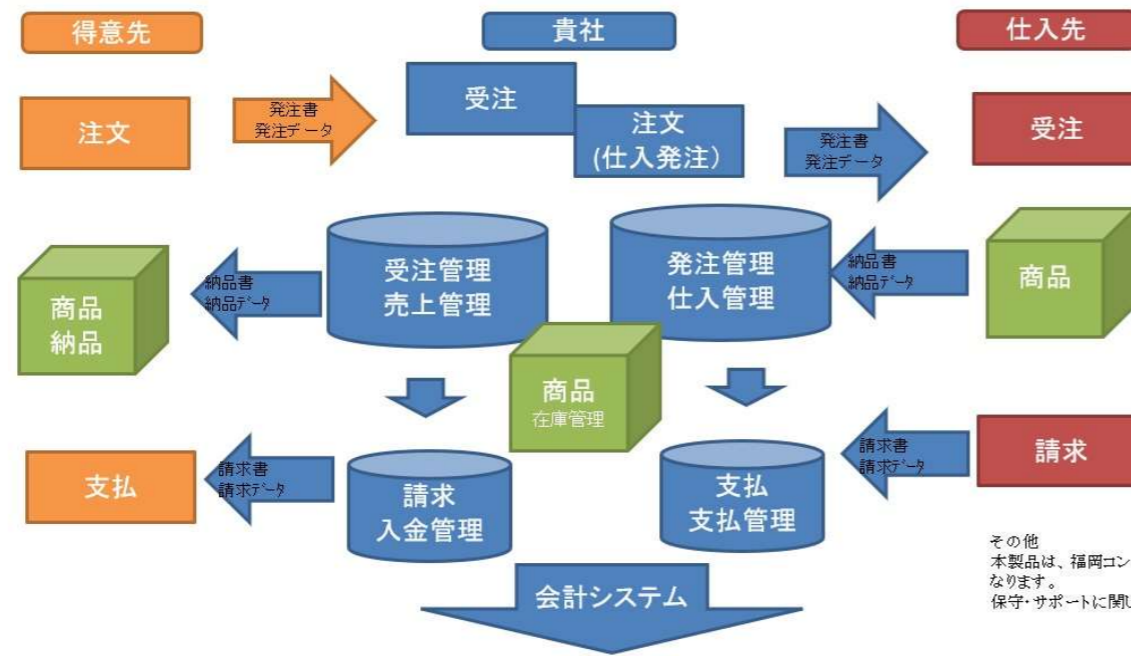 得意先
貴社
仕入先
注文
発注書
発注データ
受注
注文
(仕入発注)
発注書
発注データ
受注
商品
納品
納品書
納品データ
受注管理
売上管理
発注管理
仕入管理
納品書
納品データ
商品
商品
在庫管理
支払
請求書
請求データ
請求
入金管理
支払
支払管理
請求書
請求データ
請求
会計システム
その他
本製品は、福岡コン
なります。
保守・サポートに関し